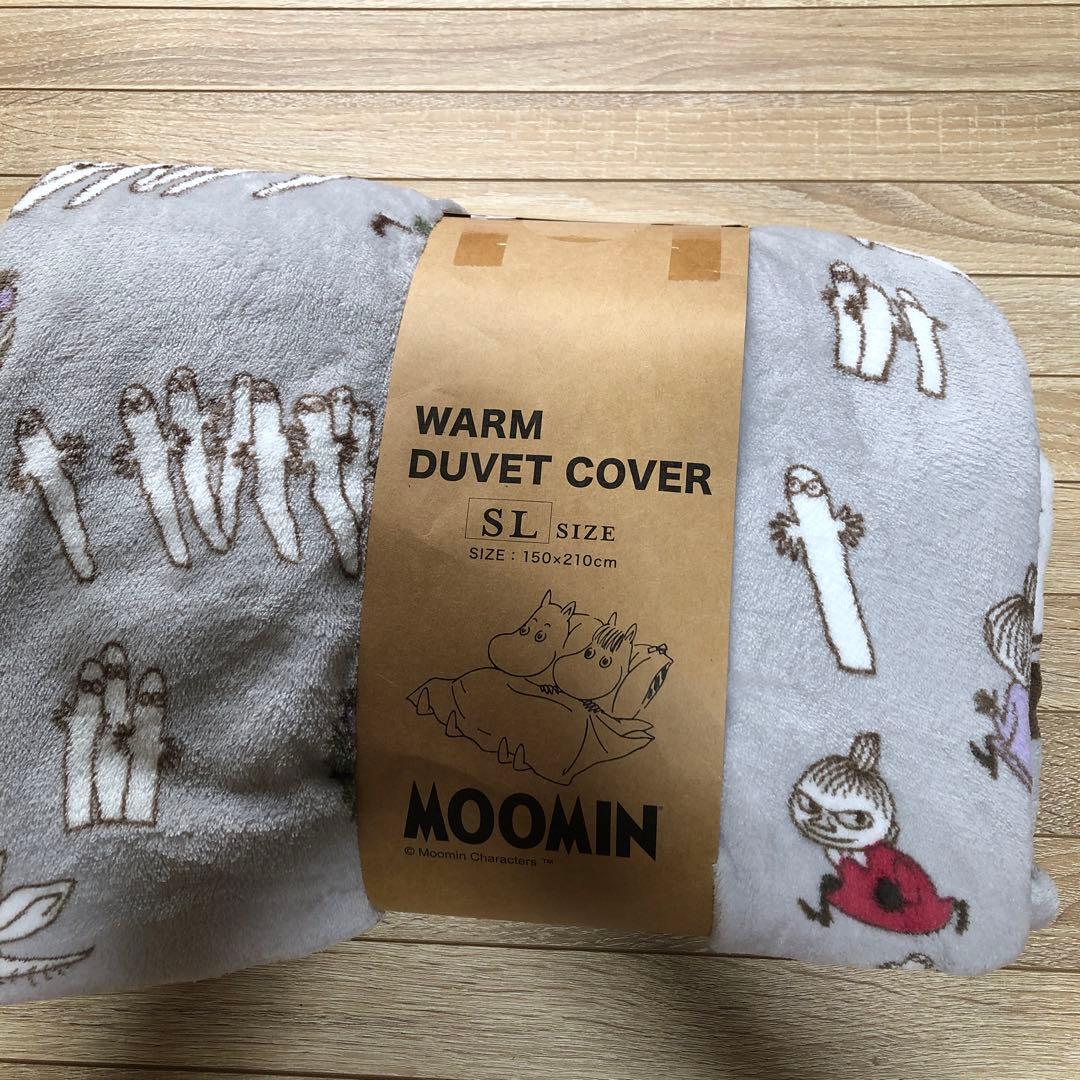 WARM
DUVET COVER
SL SIZE
SIZE : 150×210cm
MOOMIN
© Moomin Characters ™